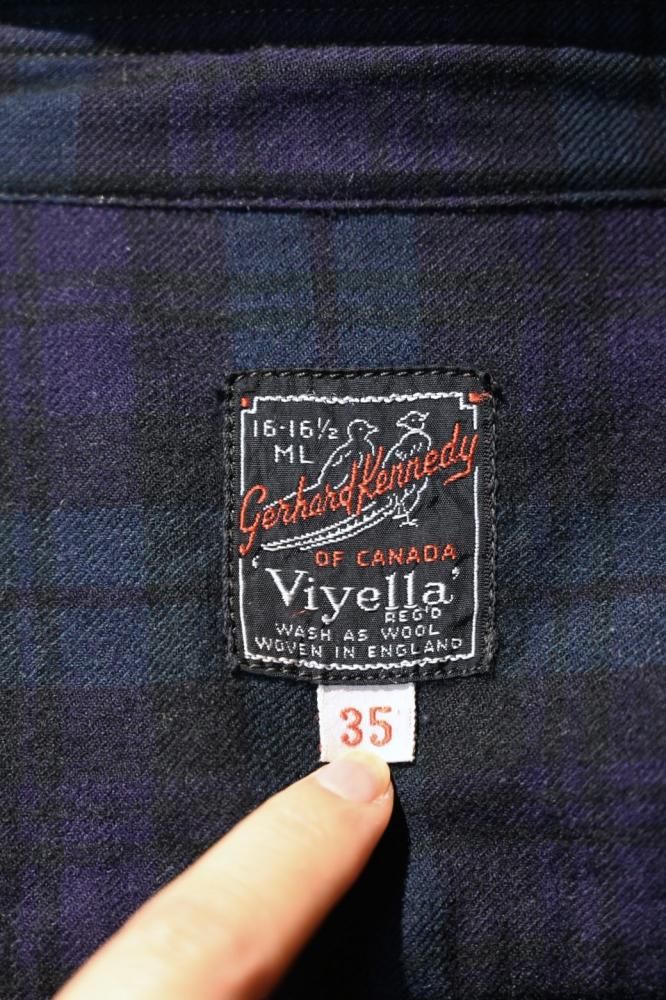 16-16½
ML
Gerhard Kennedy
OF CANADA
'Viyella'
REG'D
WASH AS WOOL
WOVEN IN ENGLAND
35